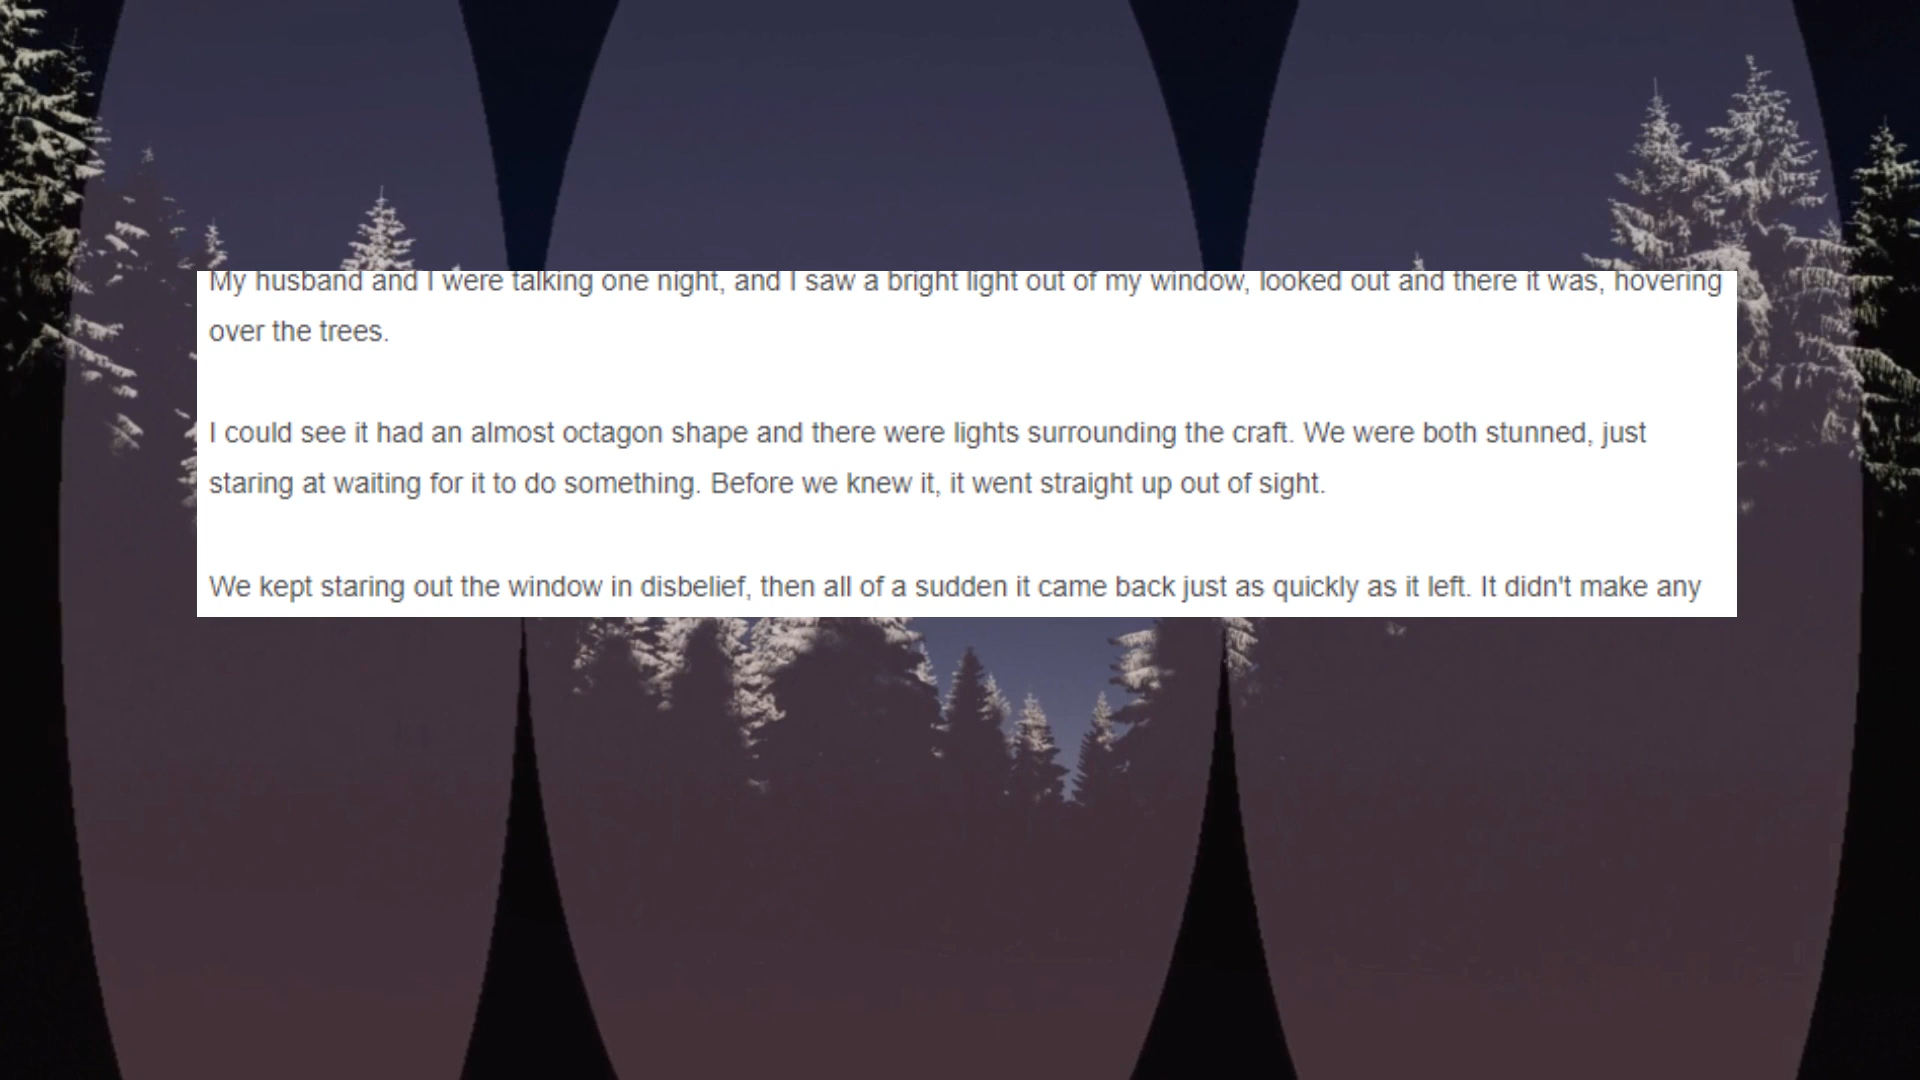 My husband and I were talking one night, and I saw a bright light out of my window, looked out and there it was, hovering
over the trees.
I could see it had an almost octagon shape and there were lights surrounding the craft. We were both stunned, just
staring at waiting for it to do something. Before we knew it, it went straight up out of sight.
We kept staring out the window in disbelief, then all of a sudden it came back just as quickly as it left. It didn't make any